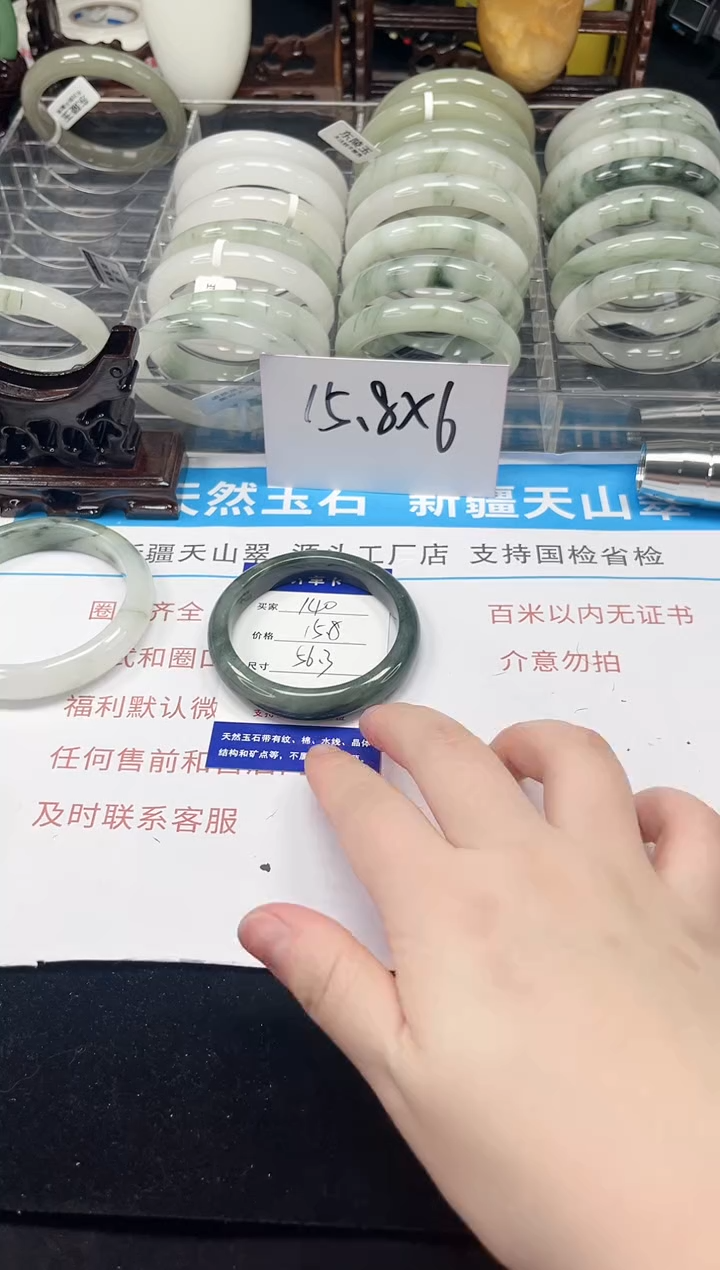 15.8×6
天然玉石 新疆天山翠
新疆天山翠 源头工厂店 支持国检省检
圈 齐全
百米以内无证书
式和圈口
介意勿拍
福利默认微
任何售前和
及时联系客服
买家 140
价格 158
尺寸 56.3
天然玉石带有纹、棉、水线、晶体
结构和矿点等，不